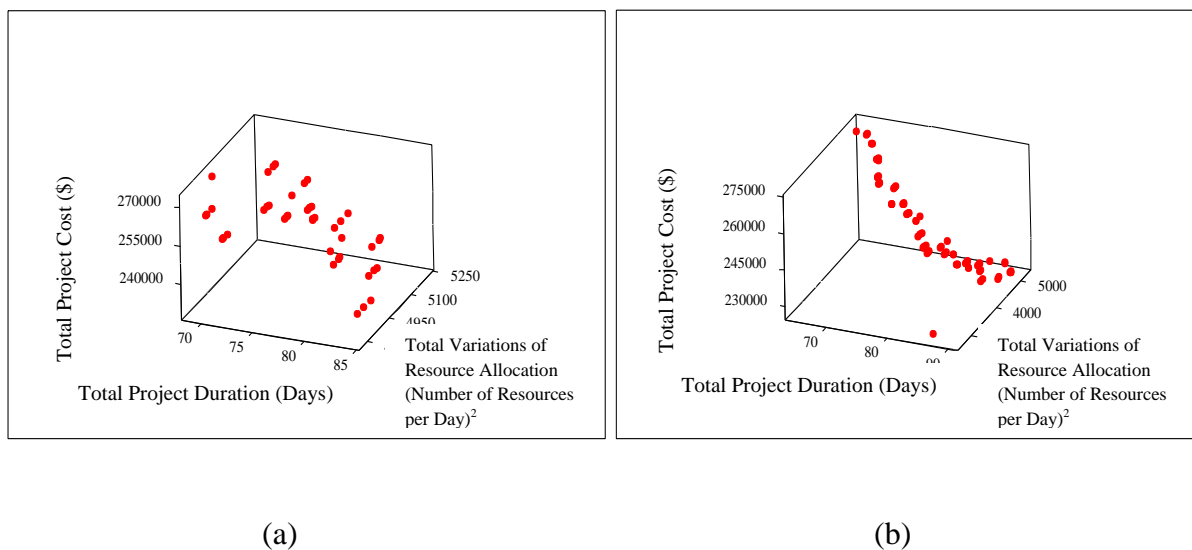 270000
255000
240000
Total Project Cost ($)
70
75
80
85
5250
5100
4950
Total Project Duration (Days)
Total Variations of
Resource Allocation
(Number of Resources
per Day)2
(a)
275000
260000
245000
230000
Total Project Cost ($)
70
80
90
5000
4000
Total Project Duration (Days)
Total Variations of
Resource Allocation
(Number of Resources
per Day)2
(b)